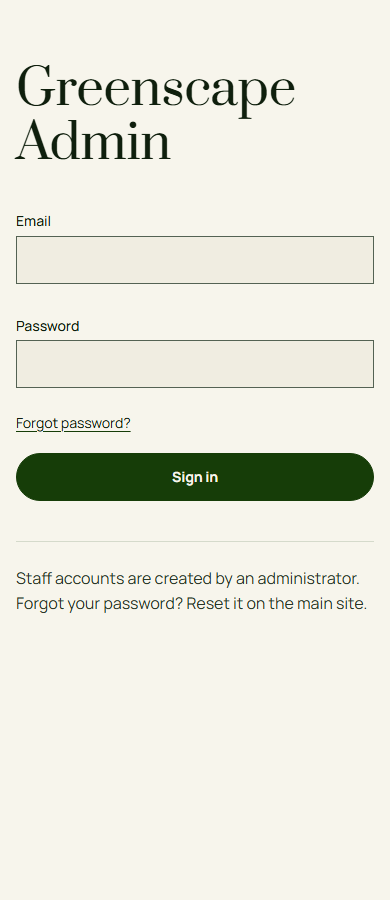 Greenscape
Admin
Email
Password
Forgot password?
Sign in
Staff accounts are created by an administrator.
Forgot your password? Reset it on the main site.